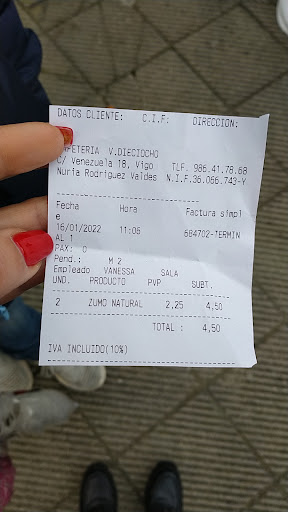 DATOS CLIENTE: C.I.F: DIRECCION:
V.DIECIOCHO
C/ Venezuela 18, Vigo TLF. 986.41.78.68
Nuria Rodriguez Valdes N.I.F.36.066.743-Y
Fecha Hora Factura simpl
e
16/01/2022 11:06 684702-TERMIN
AL 1
PAX: 0
Pend.: M 2
Empleado VANESSA SALA
UND. PRODUCTO PVP SUBT.
2 ZUMO NATURAL 2,25 4,50
TOTAL : 4,50
IVA INCLUIDO(10%)